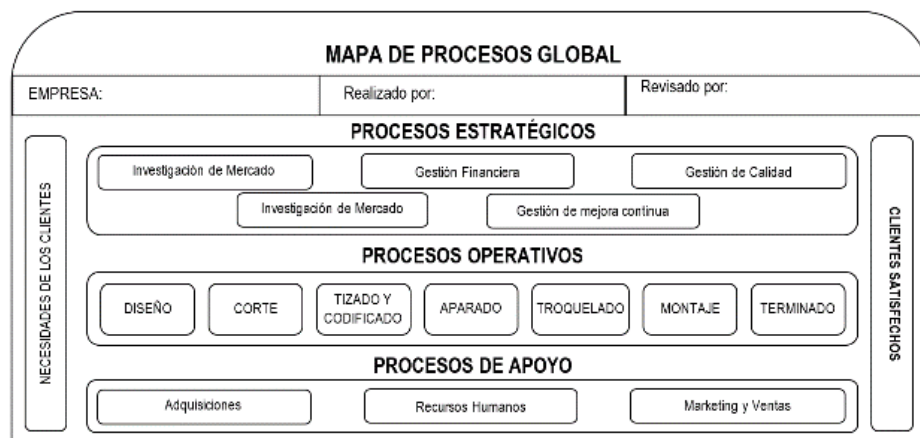 MAPA DE PROCESOS GLOBAL
EMPRESA:
Realizado por:
Revisado por:
NECESIDADES DE LOS CLIENTES
PROCESOS ESTRATÉGICOS
Investigación de Mercado
Gestión Financiera
Gestión de Calidad
Investigación de Mercado
Gestión de mejora continua
PROCESOS OPERATIVOS
DISEÑO
CORTE
TIZADO Y
CODIFICADO
APARADO
TROQUELADO
MONTAJE
TERMINADO
PROCESOS DE APOYO
Adquisiciones
Recursos Humanos
Marketing y Ventas
CLIENTES SATISFECHOS